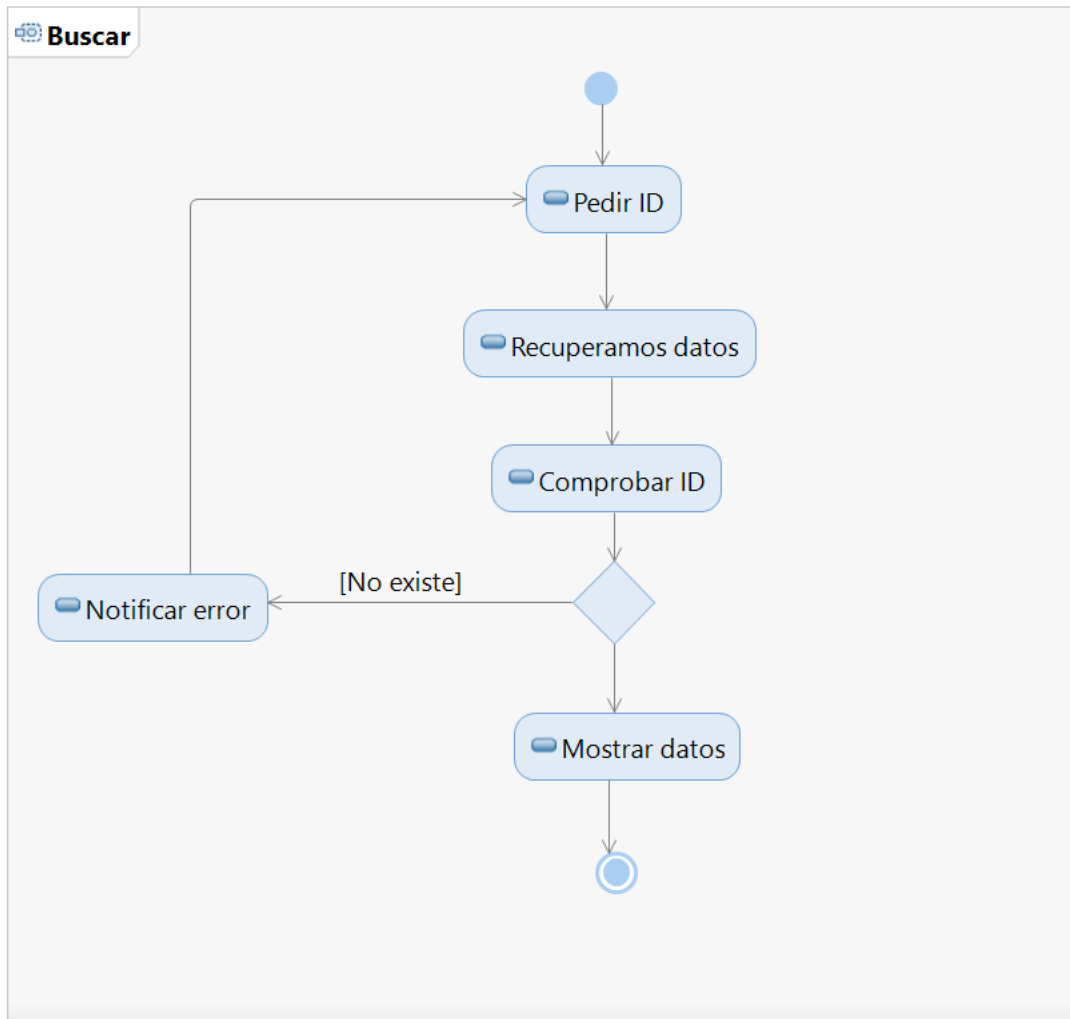 Buscar
Pedir ID
Recuperamos datos
Comprobar ID
[No existe]
Notificar error
Mostrar datos